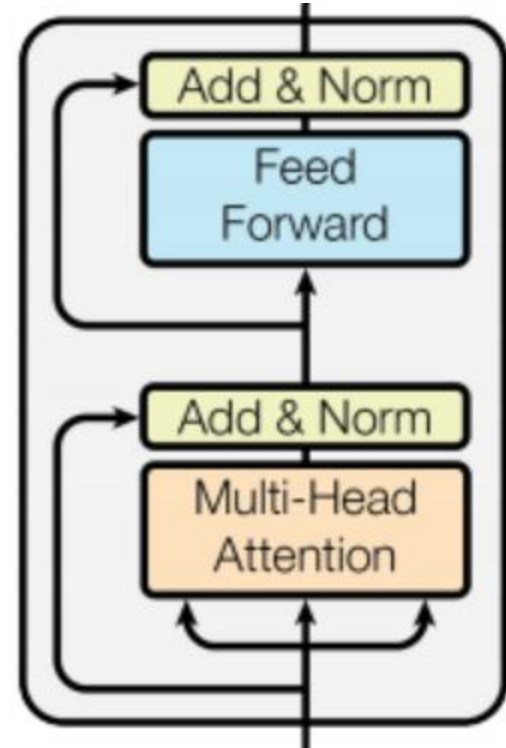 Add & Norm
Feed
Forward
Add & Norm
Multi-Head
Attention